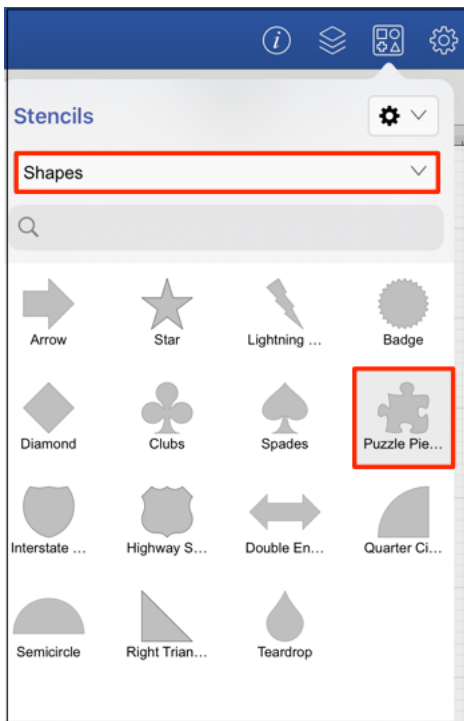 i
Stencils
Shapes
Arrow Star Lightning ... Badge
Diamond Clubs Spades Puzzle Pie...
Interstate ... Highway S... Double En... Quarter Ci...
Semicircle Right Trian... Teardrop